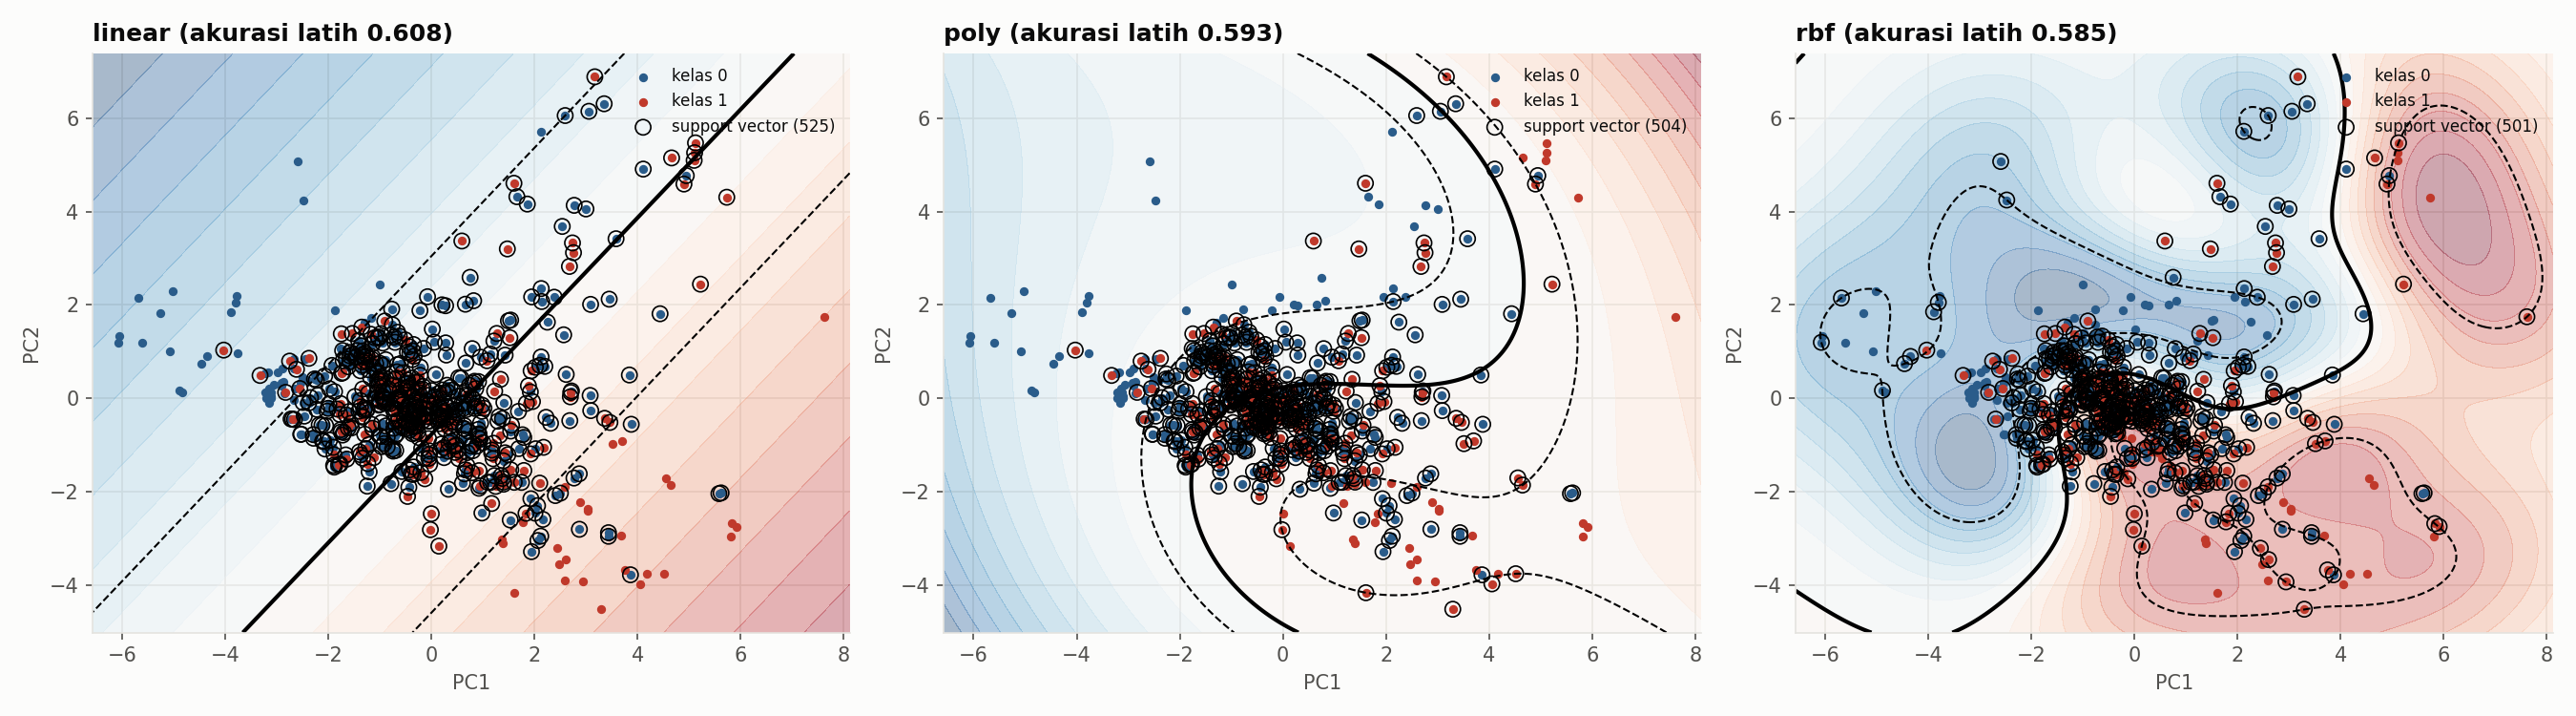 linear (akurasi latih 0.608)
kelas 0
kelas 1
support vector (525)
6
4
2
0
−2
−4
−6
−4
−2
0
2
4
6
8
PC1
PC2
poly (akurasi latih 0.593)
kelas 0
kelas 1
support vector (504)
6
4
2
0
−2
−4
−6
−4
−2
0
2
4
6
8
PC1
PC2
rbf (akurasi latih 0.585)
kelas 0
kelas 1
support vector (501)
6
4
2
0
−2
−4
−6
−4
−2
0
2
4
6
8
PC1
PC2